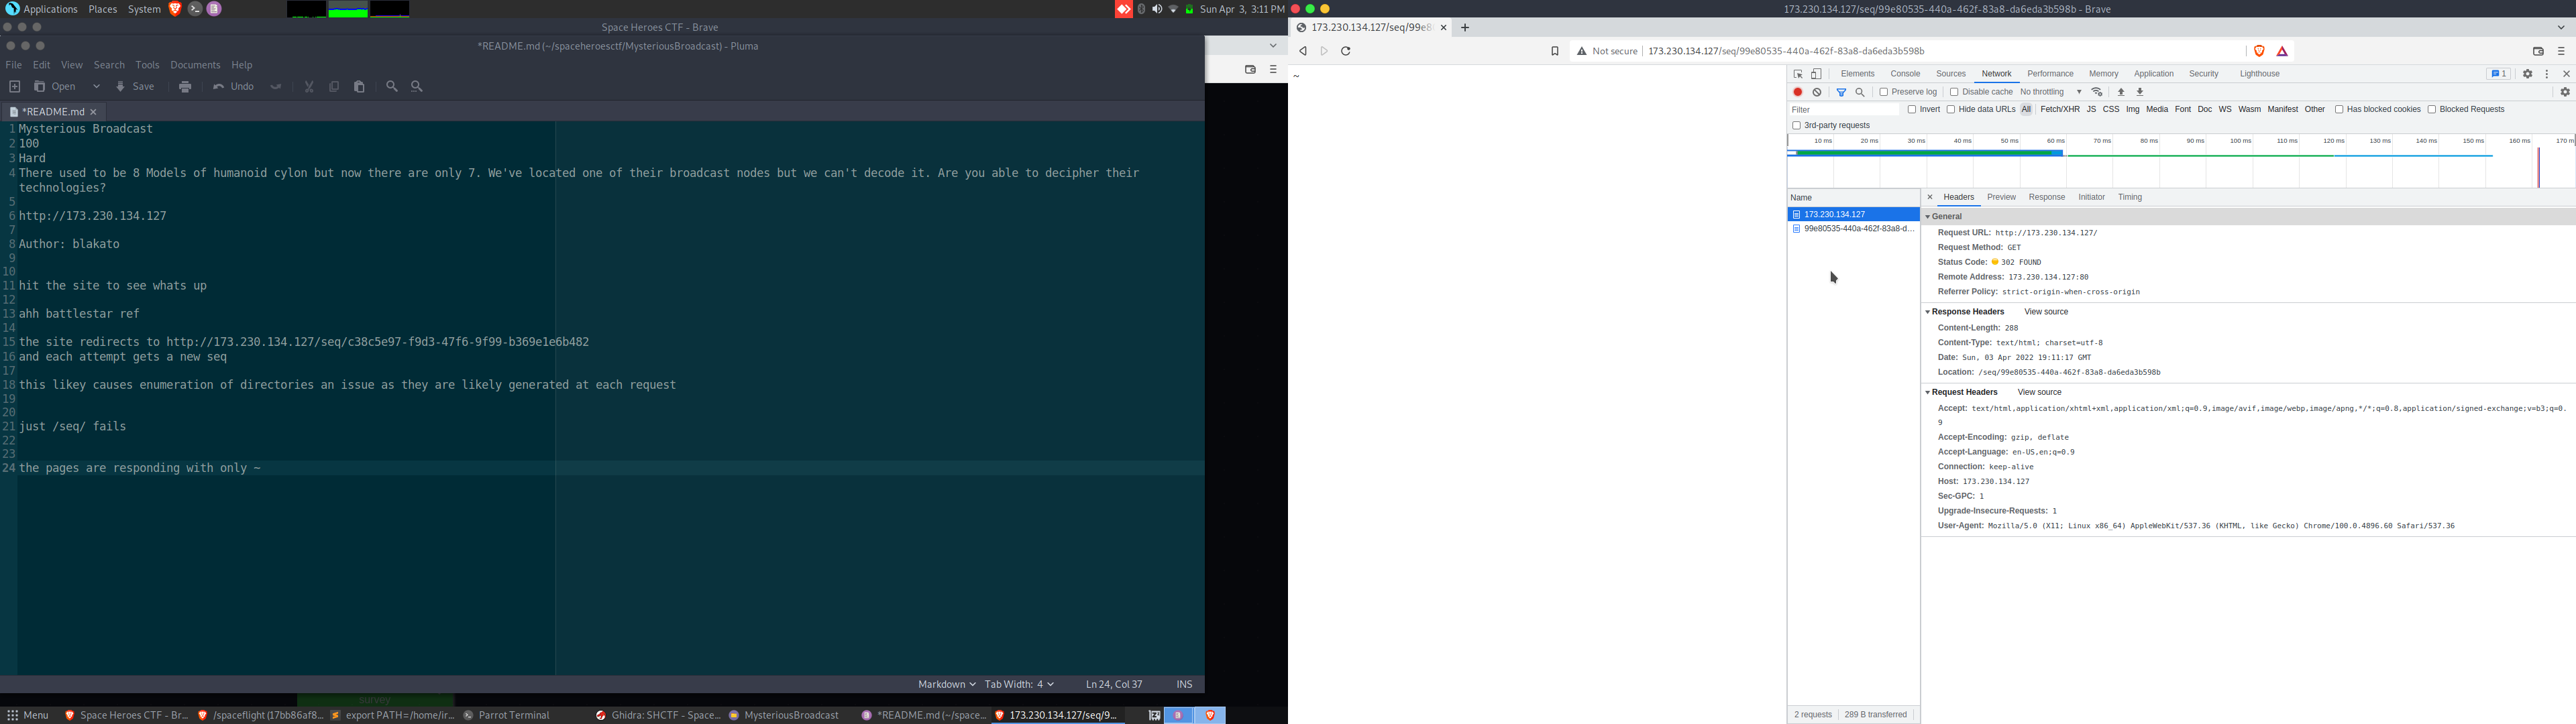 Applications Places System
Sun Apr 3, 3:11 PM
Space Heroes CTF - Brave
*README.md (~/spaceheroesctf/MysteriousBroadcast) - Pluma
File Edit View Search Tools Documents Help
Open Save Undo
*README.md
1 Mysterious Broadcast
2 100
3 Hard
4 There used to be 8 Models of humanoid cylon but now there are only 7. We've located one of their broadcast nodes but we can't decode it. Are you able to decipher their
technologies?
5
6 http://173.230.134.127
7
8 Author: blakato
9
10
11 hit the site to see whats up
12
13 ahh battlestar ref
14
15 the site redirects to http://173.230.134.127/seq/c38c5e97-f9d3-47f6-9f99-b369e1e6b482
16 and each attempt gets a new seq
17
18 this likey causes enumeration of directories an issue as they are likely generated at each request
19
20
21 just /seq/ fails
22
23
24 the pages are responding with only ~
Markdown Tab Width: 4 Ln 24, Col 37 INS
survey
Menu Space Heroes CTF - Br... /spaceflight (17bb86af8... export PATH=/home/ir... Parrot Terminal Ghidra: SHCTF - Space... MysteriousBroadcast *README.md (~/space... 173.230.134.127/seq/9...
173.230.134.127/seq/99e80535-440a-462f-83a8-da6eda3b598b - Brave
173.230.134.127/seq/99e8
Not secure 173.230.134.127/seq/99e80535-440a-462f-83a8-da6eda3b598b
~
Elements Console Sources Network Performance Memory Application Security Lighthouse 1
Preserve log Disable cache No throttling
Filter Invert Hide data URLs All Fetch/XHR JS CSS Img Media Font Doc WS Wasm Manifest Other Has blocked cookies Blocked Requests
3rd-party requests
10 ms 20 ms 30 ms 40 ms 50 ms 60 ms 70 ms 80 ms 90 ms 100 ms 110 ms 120 ms 130 ms 140 ms 150 ms 160 ms 170 m
Name
173.230.134.127
99e80535-440a-462f-83a8-d...
2 requests 289 B transferred
Headers Preview Response Initiator Timing
General
Request URL: http://173.230.134.127/
Request Method: GET
Status Code: 302 FOUND
Remote Address: 173.230.134.127:80
Referrer Policy: strict-origin-when-cross-origin
Response Headers View source
Content-Length: 288
Content-Type: text/html; charset=utf-8
Date: Sun, 03 Apr 2022 19:11:17 GMT
Location: /seq/99e80535-440a-462f-83a8-da6eda3b598b
Request Headers View source
Accept: text/html,application/xhtml+xml,application/xml;q=0.9,image/avif,image/webp,image/apng,*/*;q=0.8,application/signed-exchange;v=b3;q=0.
9
Accept-Encoding: gzip, deflate
Accept-Language: en-US,en;q=0.9
Connection: keep-alive
Host: 173.230.134.127
Sec-GPC: 1
Upgrade-Insecure-Requests: 1
User-Agent: Mozilla/5.0 (X11; Linux x86_64) AppleWebKit/537.36 (KHTML, like Gecko) Chrome/100.0.4896.60 Safari/537.36